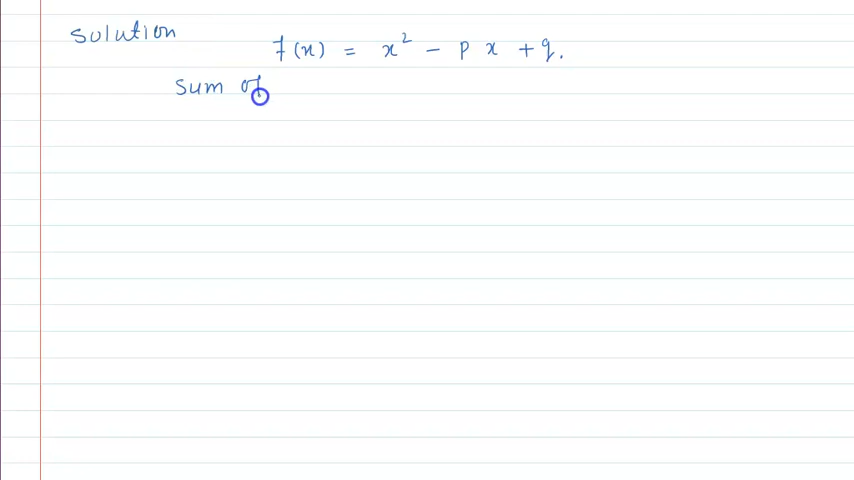 Solution
f(x) = x² - px + q.
Sum of